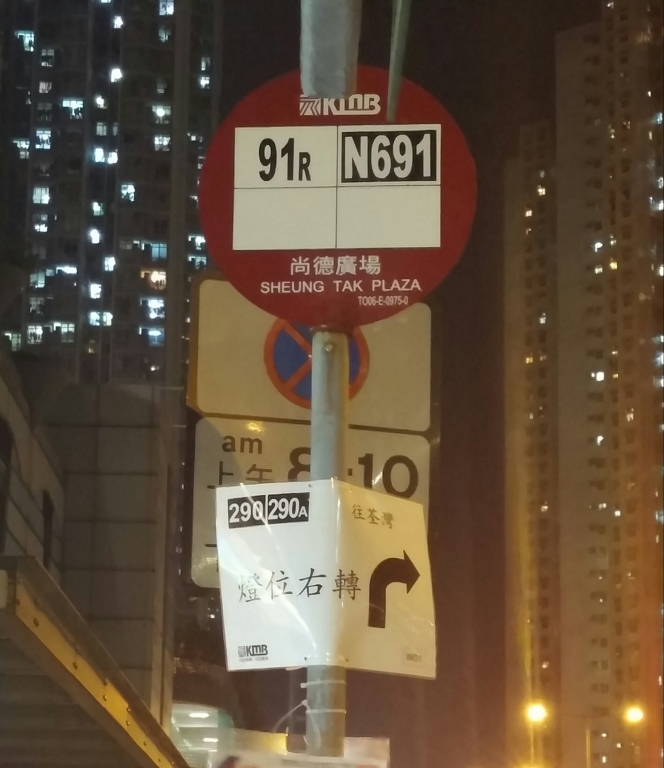 KMB
91R N691
尚德廣場
SHEUNG TAK PLAZA
TO06-E-0975-0
am
上午 8 10
290 290A 往荃灣
燈位右轉
KMB